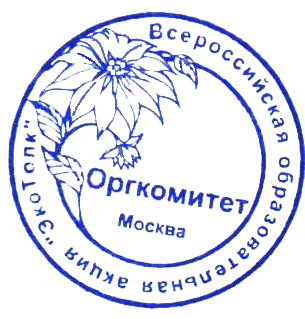 Всероссийская образовательная акция "ЭкоТолк"
Оргкомитет
Москва